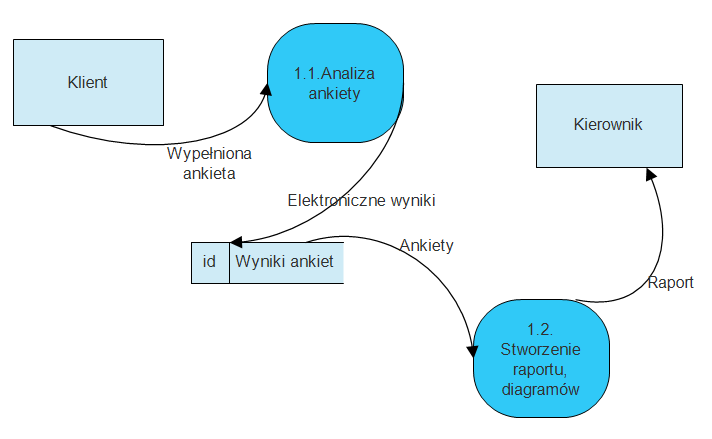 Klient
1.1.Analiza
ankiety
Kierownik
Wypełniona
ankieta
Elektroniczne wyniki
id
Wyniki ankiet
Ankiety
Raport
1.2.
Stworzenie
raportu,
diagramów